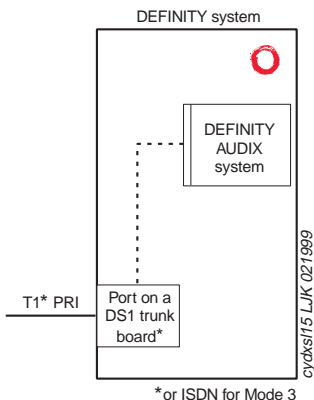 DEFINITY system
DEFINITY
AUDIX
system
T1* PRI
Port on a
DS1 trunk
board*
cydxsl15 LJK 021999
*or ISDN for Mode 3